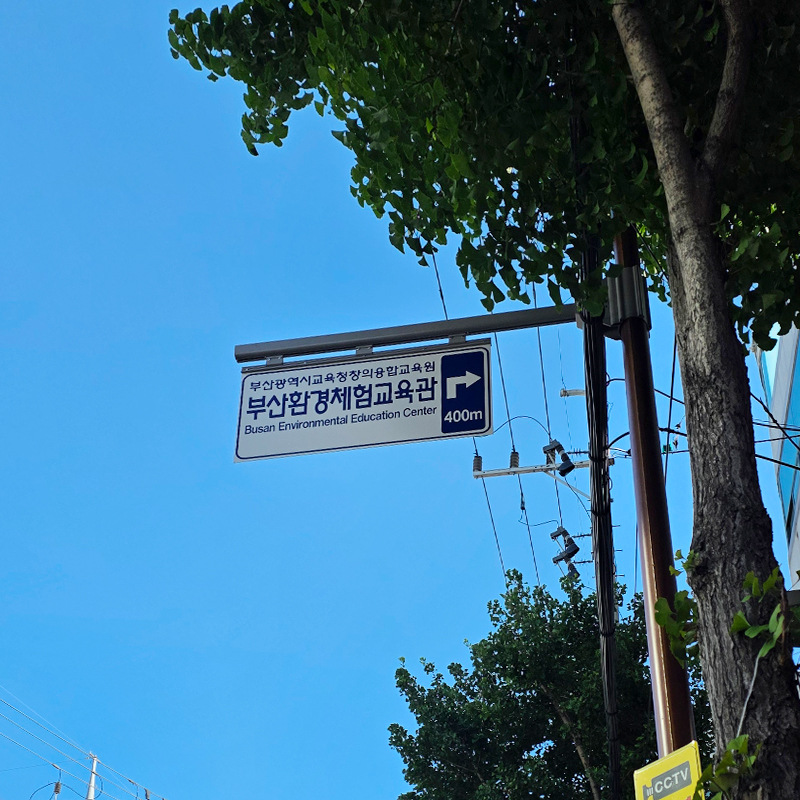 부산광역시교육청창의융합교육원
부산환경체험교육관
Busan Environmental Education Center
400m
CCTV